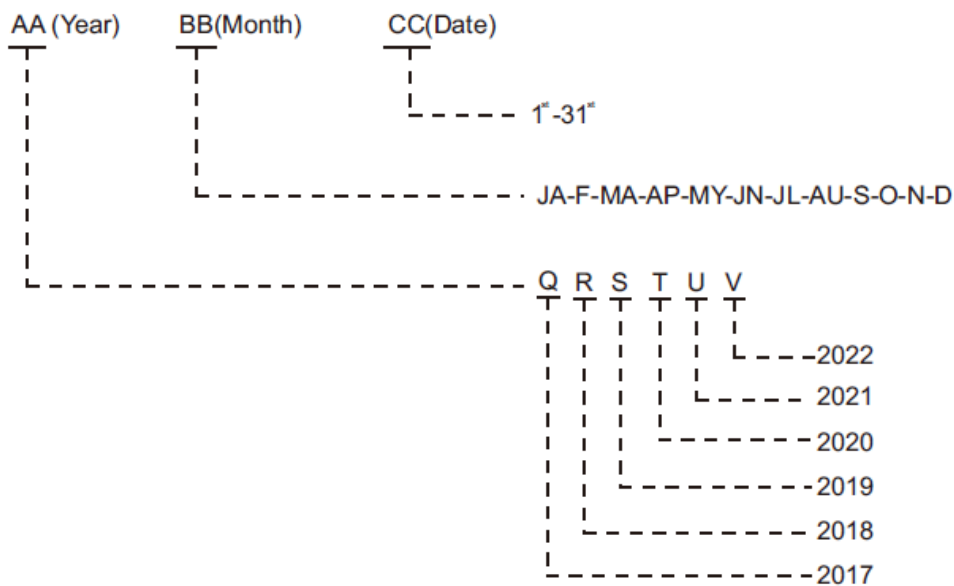 AA (Year) BB(Month) CC(Date)
1st-31st
JA-F-MA-AP-MY-JN-JL-AU-S-O-N-D
Q R S T U V
2022
2021
2020
2019
2018
2017